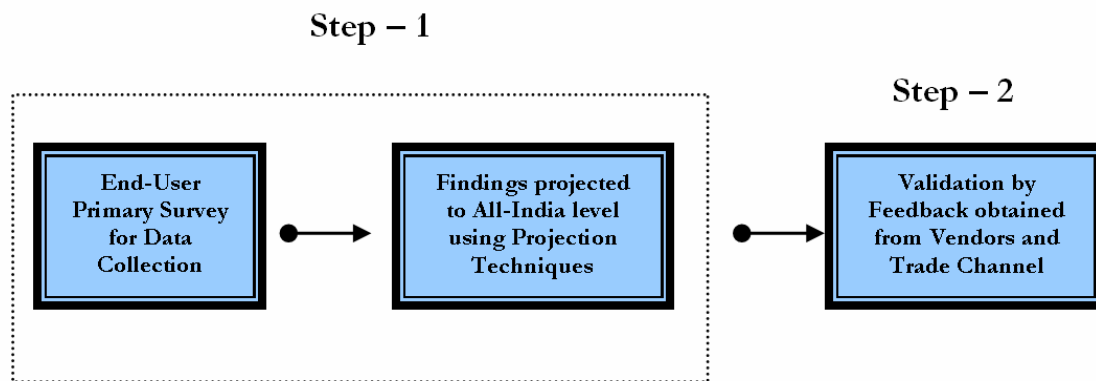 Step – 1
Step – 2
End-User
Primary Survey
for Data
Collection
Findings projected
to All-India level
using Projection
Techniques
Validation by
Feedback obtained
from Vendors and
Trade Channel